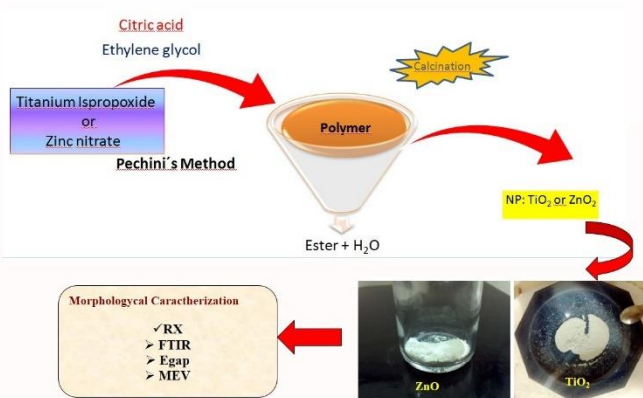 Citric acid
Ethylene glycol
Calcination
Titanium Ispropoxide
or
Zinc nitrate
Polymer
Pechini´s Method
NP: TiO₂ or ZnO₂
Ester + H₂O
Morphologycal Caractherization
✓RX
➢ FTIR
➢ Egap
➢ MEV
ZnO
TiO₂